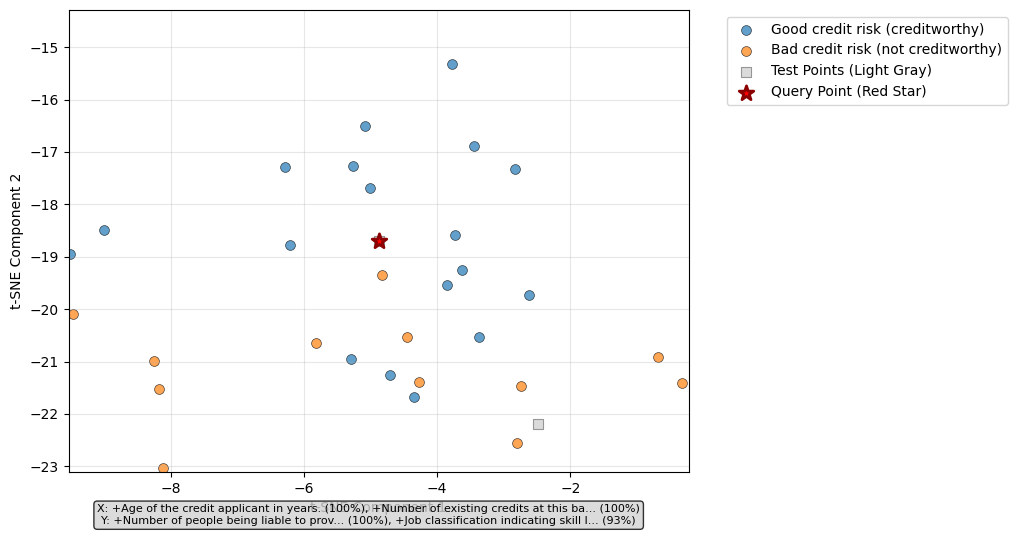 Good credit risk (creditworthy)
Bad credit risk (not creditworthy)
Test Points (Light Gray)
Query Point (Red Star)
t-SNE Component 2
−15
−16
−17
−18
−19
−20
−21
−22
−23
−8
−6
−4
−2
X: +Age of the credit applicant in years. (100%), +Number of existing credits at this ba... (100%)
Y: +Number of people being liable to prov... (100%), +Job classification indicating skill l... (93%)